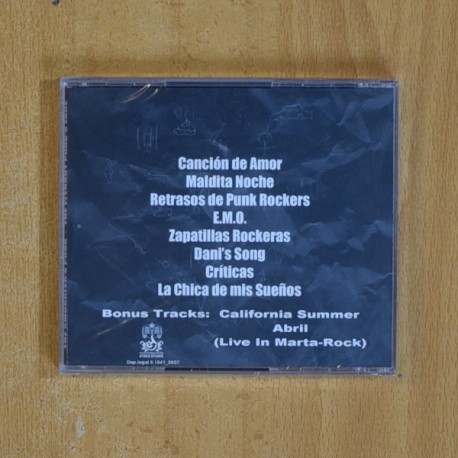 Canción de Amor
Maldita Noche
Retrasos de Punk Rockers
E.M.O.
Zapatillas Rockeras
Dani's Song
Críticas
La Chica de mis Sueños
Bonus Tracks: California Summer
Abril
(Live In Marta-Rock)